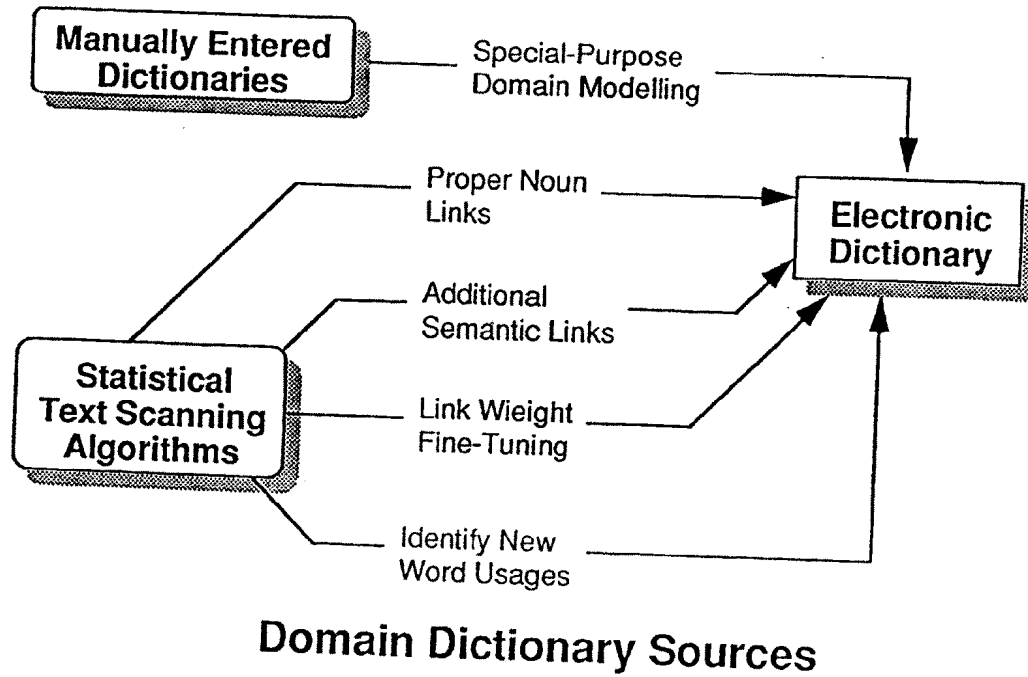 Manually Entered
Dictionaries
Special-Purpose
Domain Modelling
Proper Noun
Links
Electronic
Dictionary
Additional
Semantic Links
Statistical
Text Scanning
Algorithms
Link Wieight
Fine-Tuning
Identify New
Word Usages
Domain Dictionary Sources